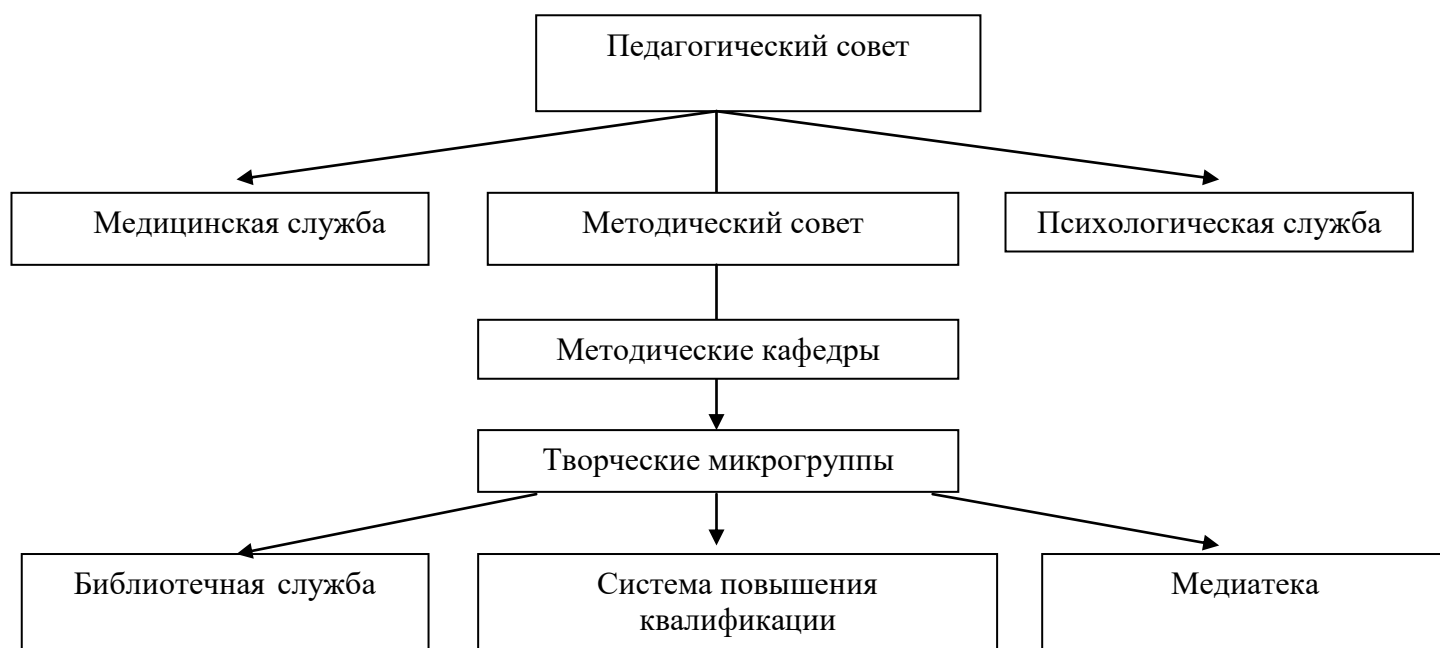 Педагогический совет
Медицинская служба
Методический совет
Психологическая служба
Методические кафедры
Творческие микрогруппы
Библиотечная служба
Система повышения
квалификации
Медиатека